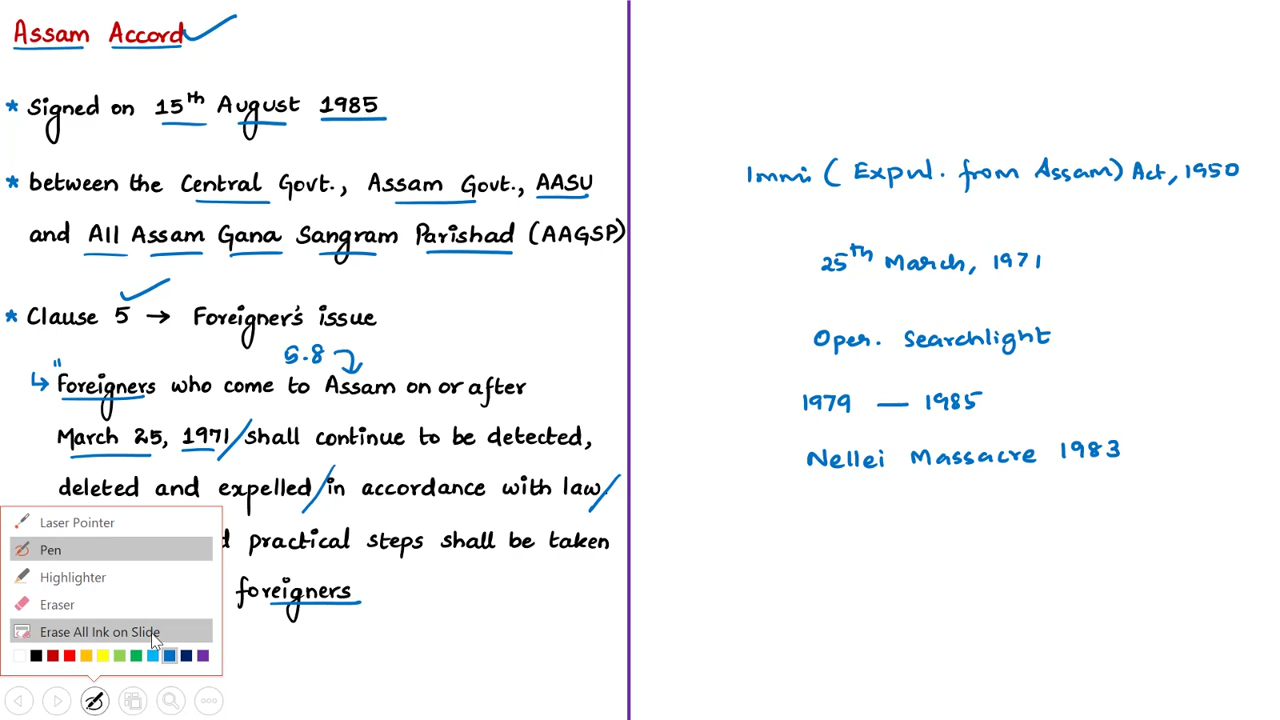 Assam Accord
* Signed on 15th August 1985
* between the Central Govt., Assam Govt., AASU
and All Assam Gana Sangram Parishad (AAGSP)
* Clause 5 → Foreigner's issue
5.8
↳ "Foreigners who come to Assam on or after
March 25, 1971 shall continue to be detected,
deleted and expelled in accordance with law
practical steps shall be taken
foreigners
Laser Pointer
Pen
Highlighter
Eraser
Erase All Ink on Slide
Immi. (Expul. from Assam) Act, 1950
25th March, 1971
Oper. Searchlight
1979 — 1985
Nellei Massacre 1983